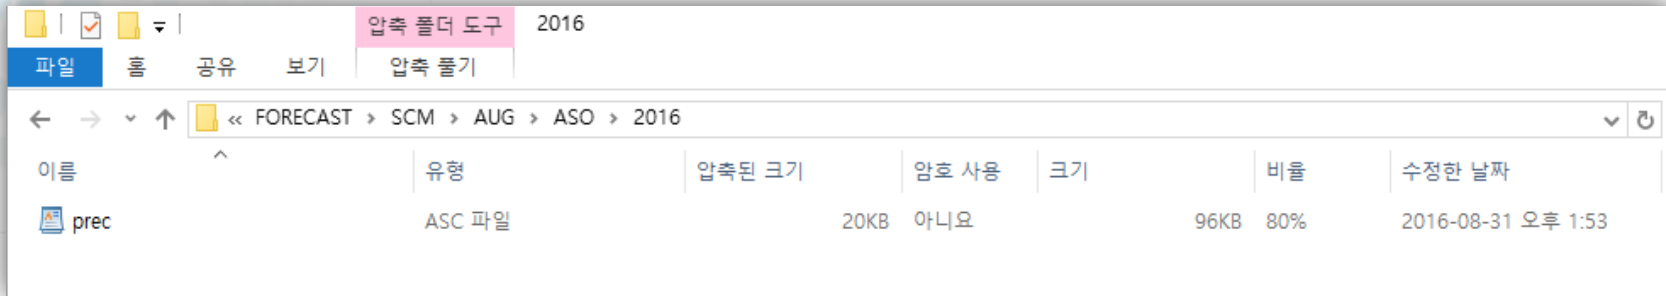 압축 폴더 도구 2016
파일 홈 공유 보기 압축 풀기
« FORECAST > SCM > AUG > ASO > 2016
이름 유형 압축된 크기 암호 사용 크기 비율 수정한 날짜
prec ASC 파일 20KB 아니요 96KB 80% 2016-08-31 오후 1:53